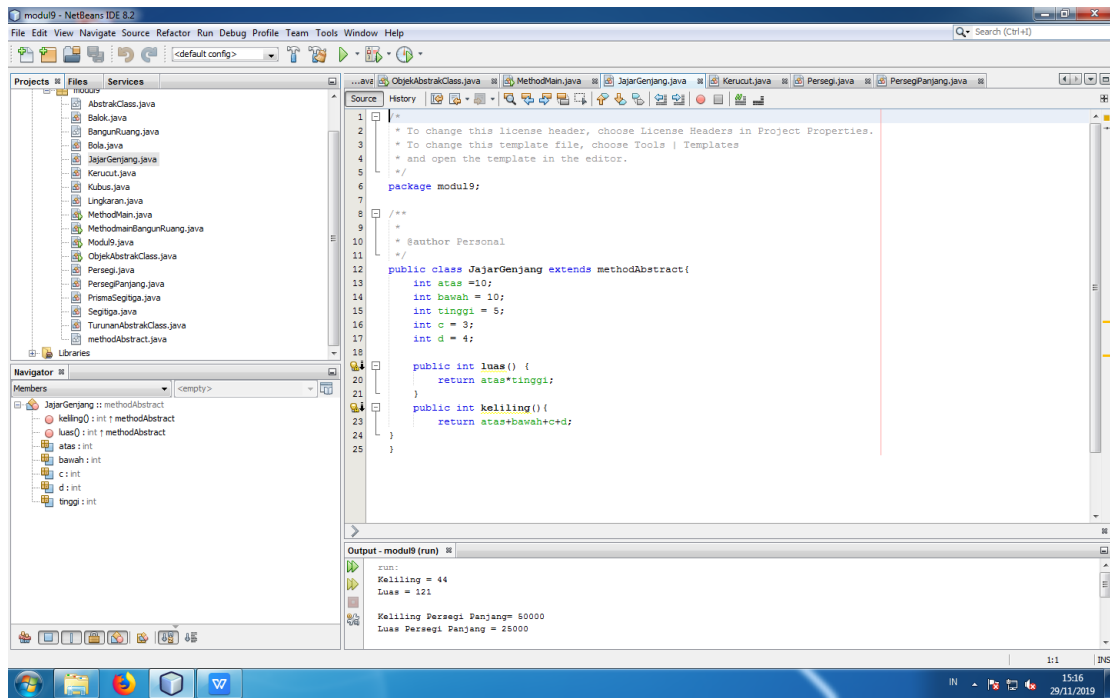 modul9 - NetBeans IDE 8.2
File Edit View Navigate Source Refactor Run Debug Profile Team Tools Window Help
Search (Ctrl+I)
<default config>
Projects Files Services
...ava ObjekAbstrakClass.java MethodMain.java JajarGenjang.java Kerucut.java Persegi.java PersegiPanjang.java
Source History
modul9
AbstrakClass.java
Balok.java
BangunRuang.java
Bola.java
JajarGenjang.java
Kerucut.java
Kubus.java
Lingkaran.java
MethodMain.java
MethodmainBangunRuang.java
Modul9.java
ObjekAbstrakClass.java
Persegi.java
PersegiPanjang.java
PrismaSegitiga.java
Segitiga.java
TurunanAbstrakClass.java
methodAbstract.java
Libraries
Navigator
Members <empty>
JajarGenjang :: methodAbstract
keliling() : int ↑ methodAbstract
luas() : int ↑ methodAbstract
atas : int
bawah : int
c : int
d : int
tinggi : int
1 /*
2 * To change this license header, choose License Headers in Project Properties.
3 * To change this template file, choose Tools | Templates
4 * and open the template in the editor.
5 */
6 package modul9;
7
8 /**
9 *
10 * @author Personal
11 */
12 public class JajarGenjang extends methodAbstract{
13 int atas =10;
14 int bawah = 10;
15 int tinggi = 5;
16 int c = 3;
17 int d = 4;
18
public int luas() {
20 return atas*tinggi;
21 }
public int keliling(){
23 return atas+bawah+c+d;
24 }
25 }
Output - modul9 (run)
run:
Keliling = 44
Luas = 121
Keliling Persegi Panjang= 50000
Luas Persegi Panjang = 25000
1:1 INS
IN
15:16
29/11/2019